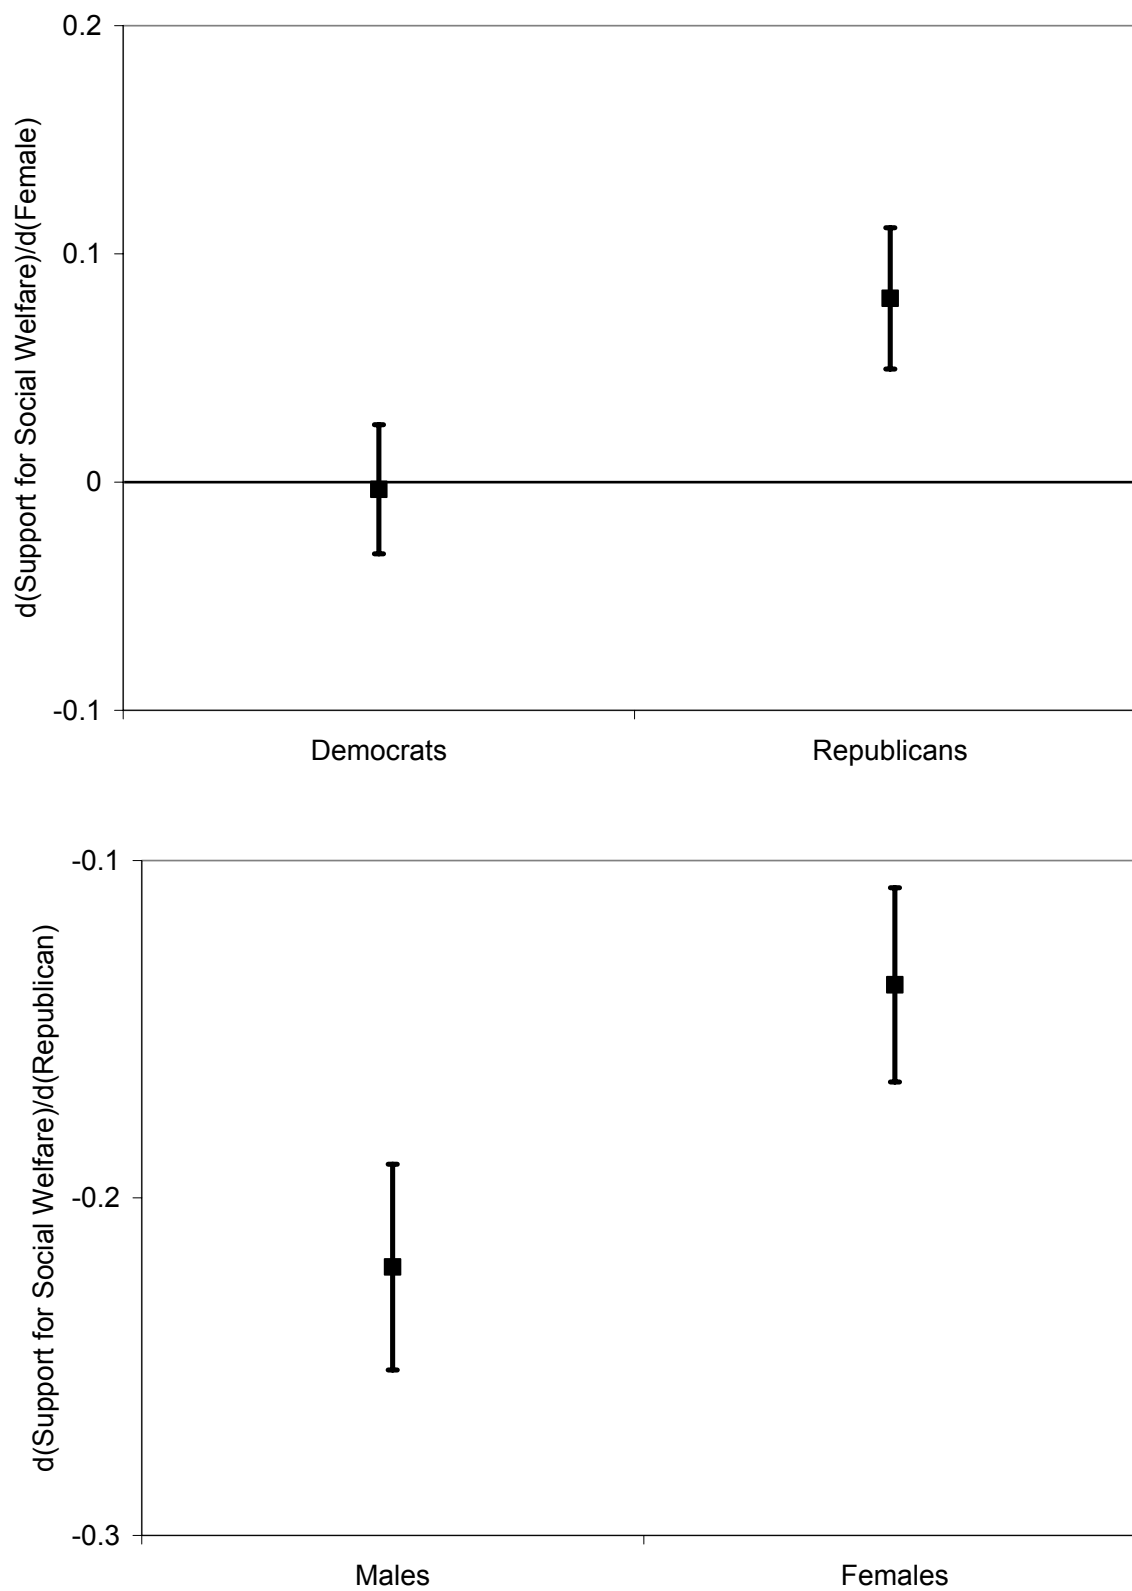 0.2
0.1
0
-0.1
d(Support for Social Welfare)/d(Female)
Democrats Republicans
-0.1
-0.2
-0.3
d(Support for Social Welfare)/d(Republican)
Males Females